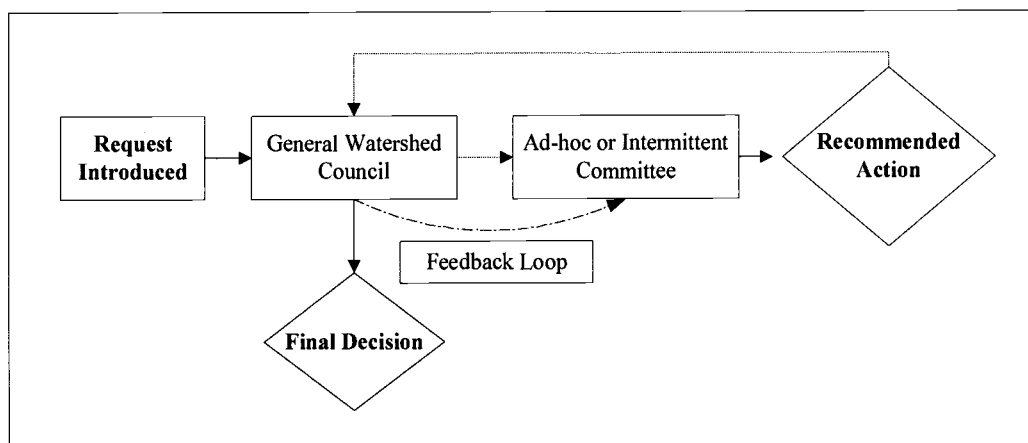 Request
Introduced
General Watershed
Council
Ad-hoc or Intermittent
Committee
Recommended
Action
Feedback Loop
Final Decision